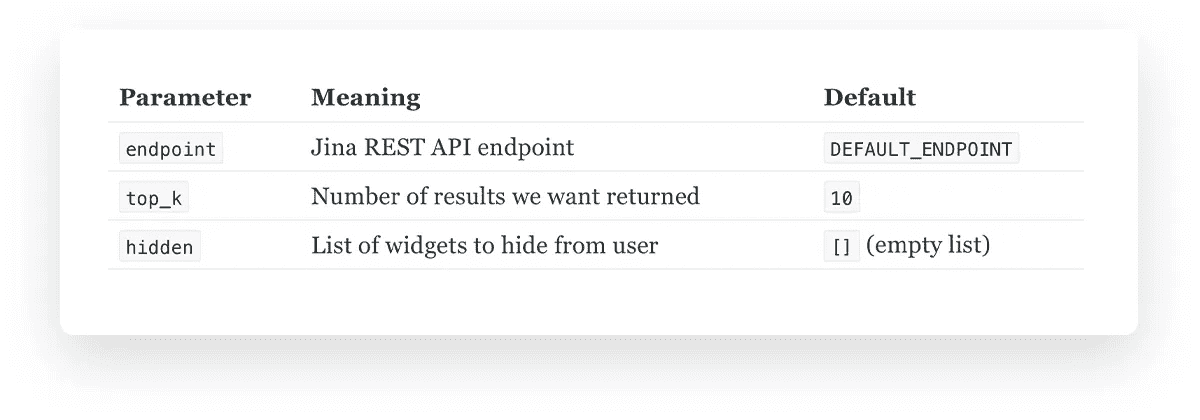 Parameter Meaning Default
endpoint Jina REST API endpoint DEFAULT_ENDPOINT
top_k Number of results we want returned 10
hidden List of widgets to hide from user [] (empty list)